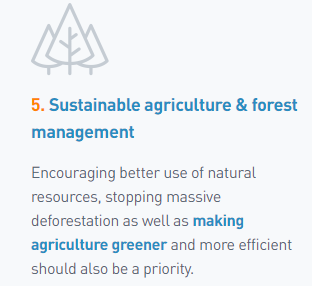 5. Sustainable agriculture & forest
management
Encouraging better use of natural
resources, stopping massive
deforestation as well as making
agriculture greener and more efficient
should also be a priority.